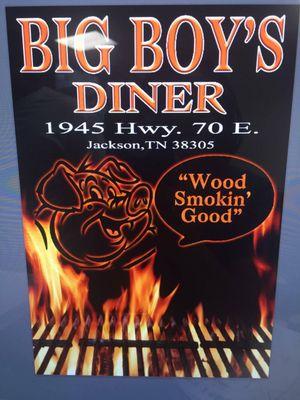 BIG BOY'S
DINER
1945 Hwy. 70 E.
Jackson,TN 38305
"Wood
Smokin'
Good"